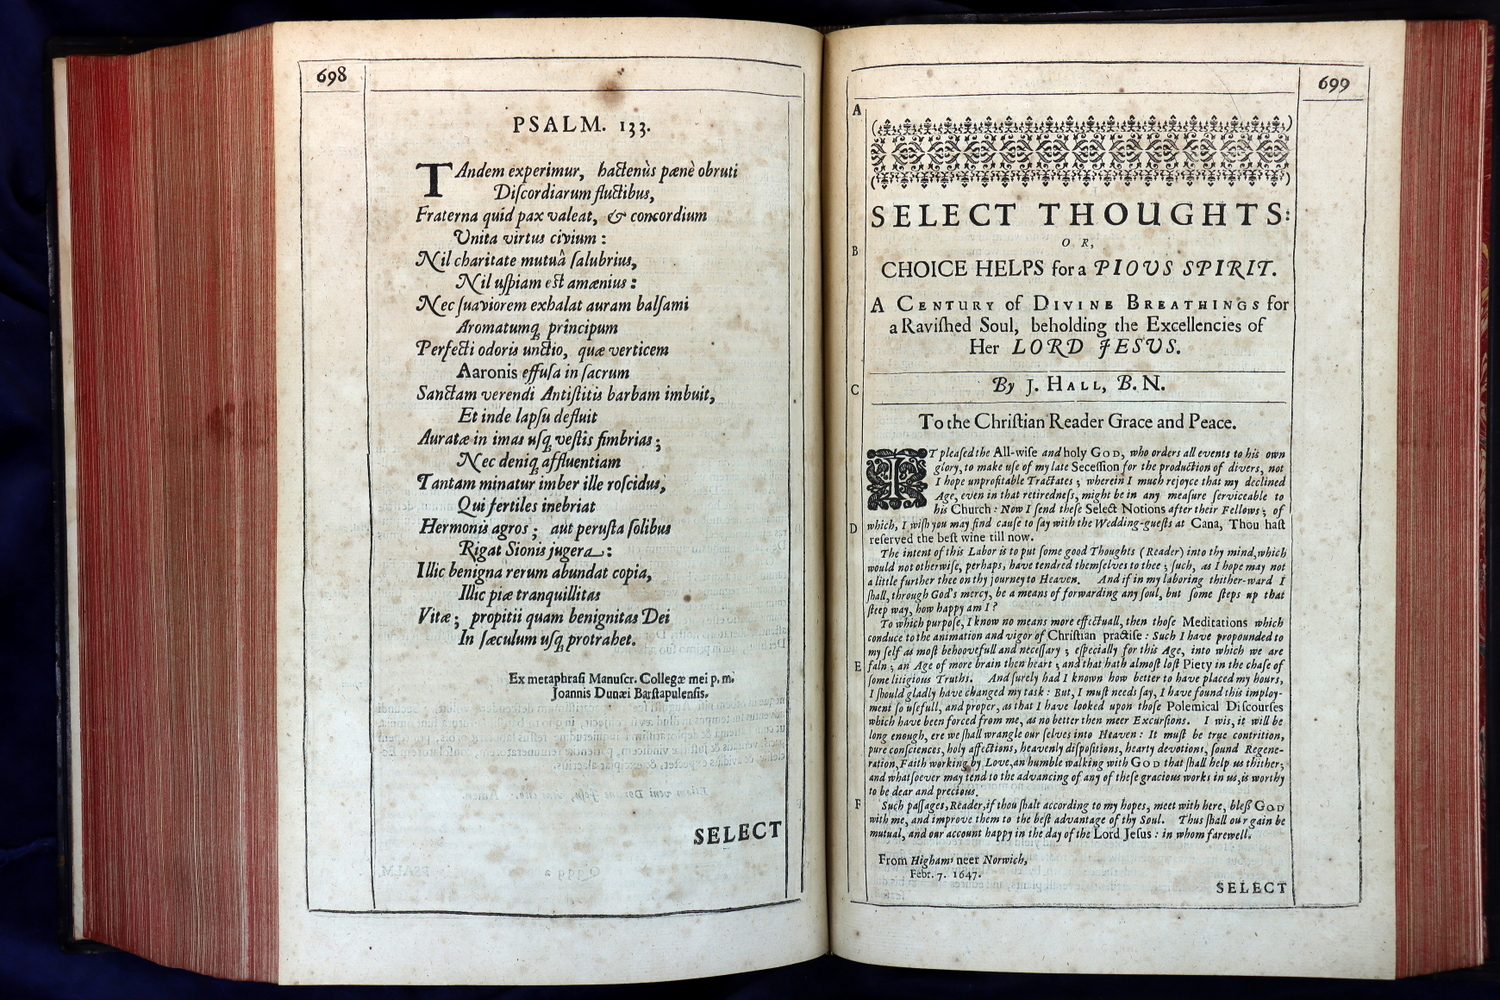 698
PSALM. 133.
TAndem experimur, hactenùs pænè obruti
Diſcordiarum fluctibus,
Fraterna quid pax valeat, & concordium
Unita virtus civium :
Nil charitate mutuâ ſalubrius,
Nil uſpiam est amænius :
Nec ſuaviorem exhalat auram balſami
Aromatumq; principum
Perfecti odoris unctio, quæ verticem
Aaronis effuſa in ſacrum
Sanctam verendi Antiſtitis barbam imbuit,
Et inde lapſu defluit
Auratæ in imas uſq; veſtis fimbrias ;
Nec deniq; affluentiam
Tantam minatur imber ille roſcidus,
Qui fertiles inebriat
Hermonis agros ; aut peruſta ſolibus
Rigat Sionis jugera :
Illic benigna rerum abundat copia,
Illic piæ tranquillitas
Vitæ ; propitii quam benignitas Dei
In ſæculum uſq; protrahet.
Ex metaphraſi Manuſcr. Collegæ mei p. m.
Joannis Dunæi Barſtapulenſis.
SELECT
699
A
SELECT THOUGHTS:
OR,
B
CHOICE HELPS for a PIOUS SPIRIT.
A CENTURY of DIVINE BREATHINGS for
a Raviſhed Soul, beholding the Excellencies of
Her LORD JESUS.
C
By J. HALL, B. N.
To the Chriſtian Reader Grace and Peace.
IT pleaſed the All-wiſe and holy GOD, who orders all events to his own
glory, to make uſe of my late Seceſſion for the production of divers, not
I hope unprofitable Tractates ; wherein I much rejoyce that my declined
Age, even in that retiredneſs, might be in any meaſure ſerviceable to
his Church : Now I ſend theſe Select Notions after their Fellows ; of
D which, I wiſh you may find cauſe to ſay with the Wedding-gueſts at Cana, Thou haſt
reſerved the beſt wine till now.
The intent of this Labor is to put ſome good Thoughts (Reader) into thy mind, which
would not otherwiſe, perhaps, have tendred themſelves to thee ; ſuch, as I hope may not
a little further thee on thy journey to Heaven. And if in my laboring thither-ward I
ſhall, through God's mercy, be a means of forwarding any ſoul, but ſome ſteps up that
ſteep way, how happy am I ?
To which purpoſe, I know no means more effectuall, then thoſe Meditations which
conduce to the animation and vigor of Chriſtian practiſe : Such I have propounded to
my ſelf as moſt behoovefull and neceſſary ; eſpecially for this Age, into which we are
E faln ; an Age of more brain then heart ; and that hath almoſt loſt Piety in the chaſe of
ſome litigious Truths. And ſurely had I known how better to have placed my hours,
I ſhould gladly have changed my task : But, I muſt needs ſay, I have found this imploy-
ment ſo uſefull, and proper, as that I have looked upon thoſe Polemical Diſcourſes
which have been forced from me, as no better then meer Excurſions. I wis, it will be
long enough, ere we ſhall wrangle our ſelves into Heaven : It muſt be true contrition,
pure conſciences, holy affections, heavenly diſpoſitions, hearty devotions, ſound Regene-
ration, Faith working by Love, an humble walking with GOD that ſhall help us thither ;
and whatſoever may tend to the advancing of any of theſe gracious works in us, is worthy
to be dear and precious.
F Such paſſages, Reader, if thou ſhalt according to my hopes, meet with here, bleß GOD
with me, and improve them to the beſt advantage of thy Soul. Thus ſhall our gain be
mutual, and our account happy in the day of the Lord Jeſus : in whom farewell.
From Higham neer Norwich,
Febr. 7. 1647.
SELECT